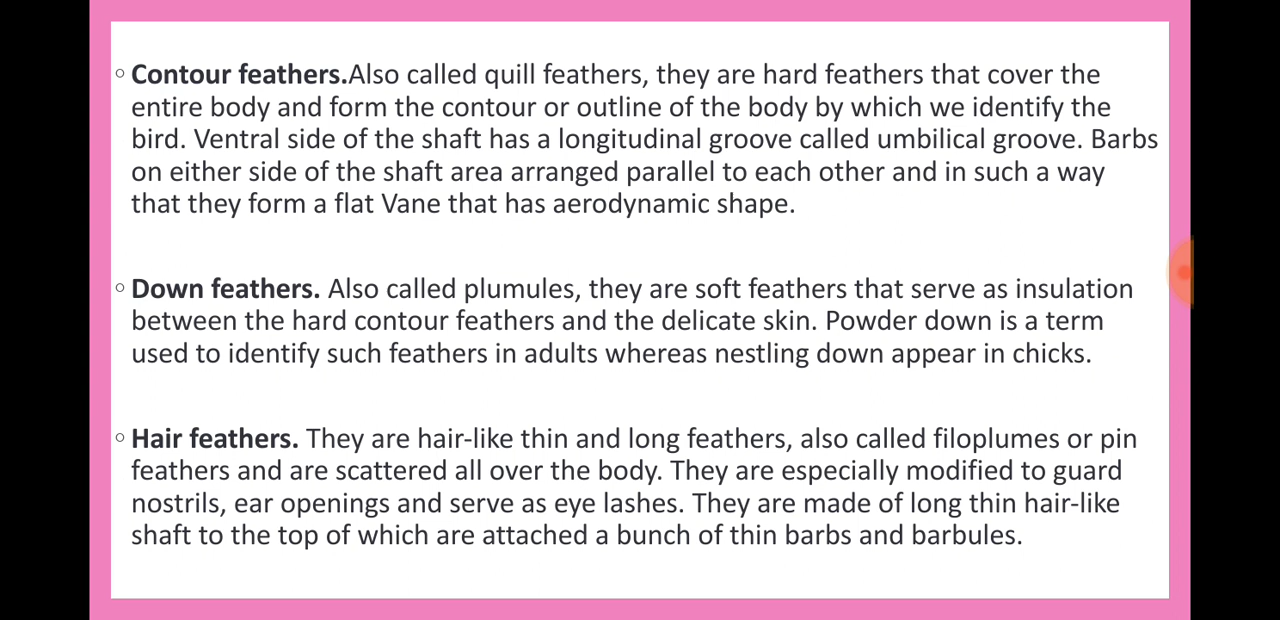 ◦ Contour feathers.Also called quill feathers, they are hard feathers that cover the
entire body and form the contour or outline of the body by which we identify the
bird. Ventral side of the shaft has a longitudinal groove called umbilical groove. Barbs
on either side of the shaft area arranged parallel to each other and in such a way
that they form a flat Vane that has aerodynamic shape.
◦ Down feathers. Also called plumules, they are soft feathers that serve as insulation
between the hard contour feathers and the delicate skin. Powder down is a term
used to identify such feathers in adults whereas nestling down appear in chicks.
◦ Hair feathers. They are hair-like thin and long feathers, also called filoplumes or pin
feathers and are scattered all over the body. They are especially modified to guard
nostrils, ear openings and serve as eye lashes. They are made of long thin hair-like
shaft to the top of which are attached a bunch of thin barbs and barbules.